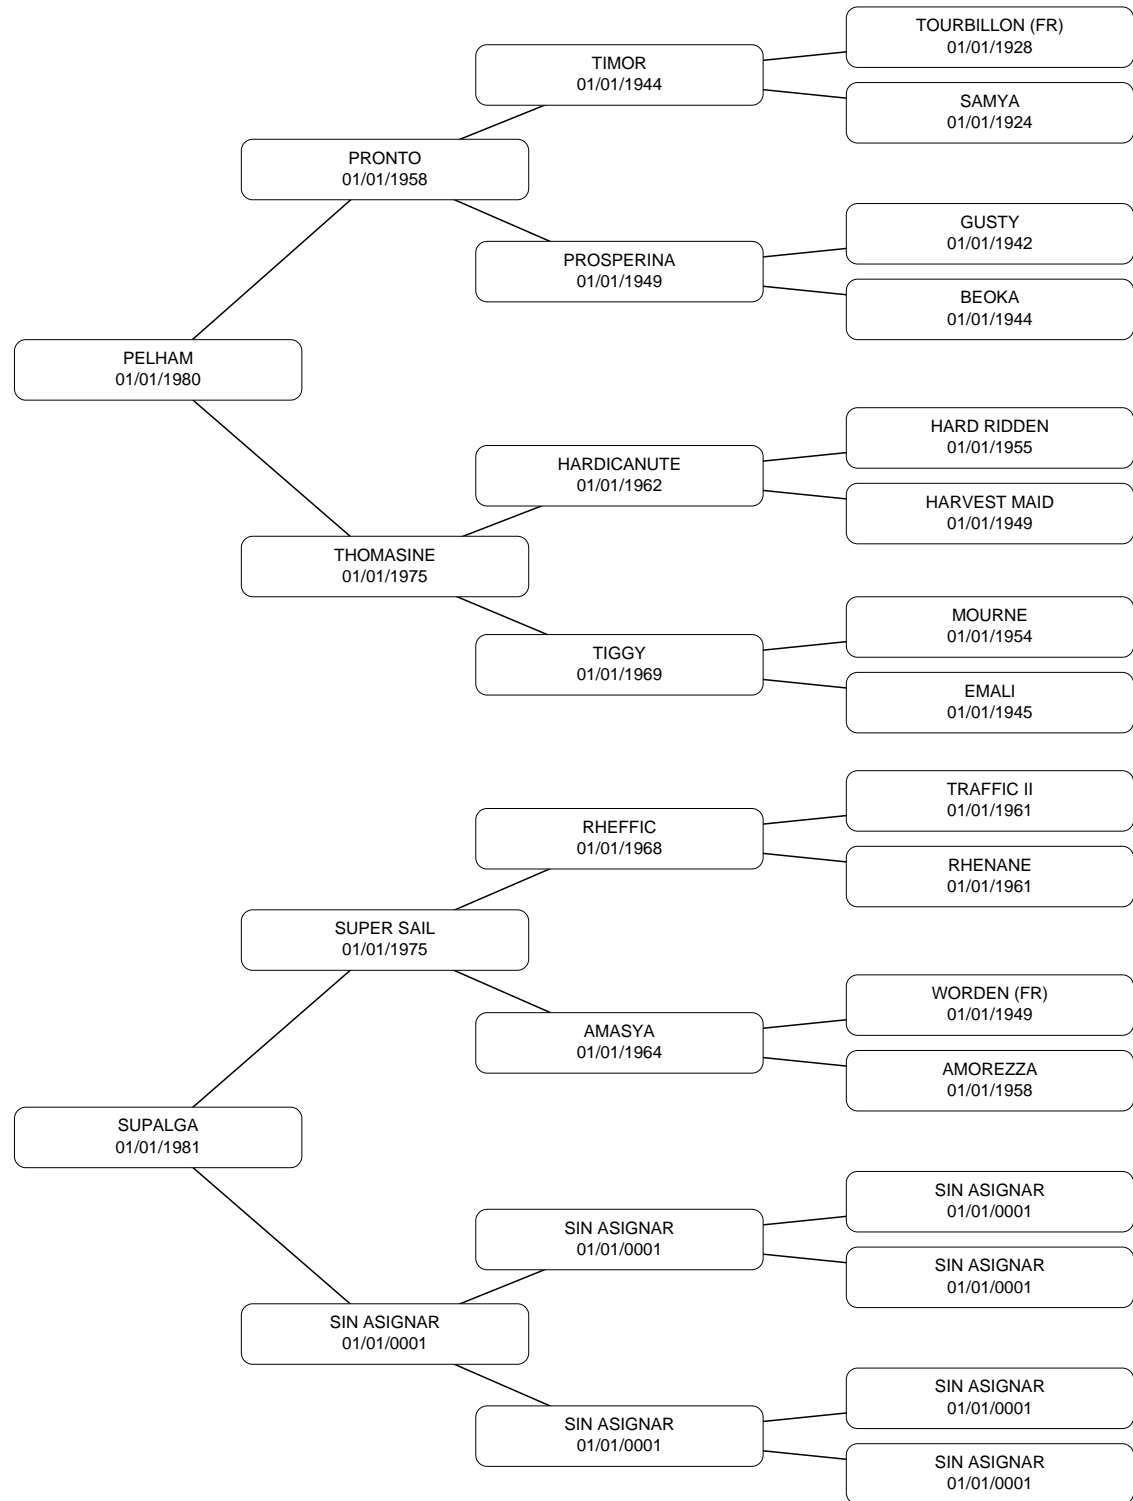 TOURBILLON (FR)
01/01/1928
TIMOR
01/01/1944
SAMYA
01/01/1924
PRONTO
01/01/1958
GUSTY
01/01/1942
PROSPERINA
01/01/1949
BEOKA
01/01/1944
PELHAM
01/01/1980
HARD RIDDEN
01/01/1955
HARDICANUTE
01/01/1962
HARVEST MAID
01/01/1949
THOMASINE
01/01/1975
MOURNE
01/01/1954
TIGGY
01/01/1969
EMALI
01/01/1945
TRAFFIC II
01/01/1961
RHEFFIC
01/01/1968
RHENANE
01/01/1961
SUPER SAIL
01/01/1975
WORDEN (FR)
01/01/1949
AMASYA
01/01/1964
AMOREZZA
01/01/1958
SUPALGA
01/01/1981
SIN ASIGNAR
01/01/0001
SIN ASIGNAR
01/01/0001
SIN ASIGNAR
01/01/0001
SIN ASIGNAR
01/01/0001
SIN ASIGNAR
01/01/0001
SIN ASIGNAR
01/01/0001
SIN ASIGNAR
01/01/0001